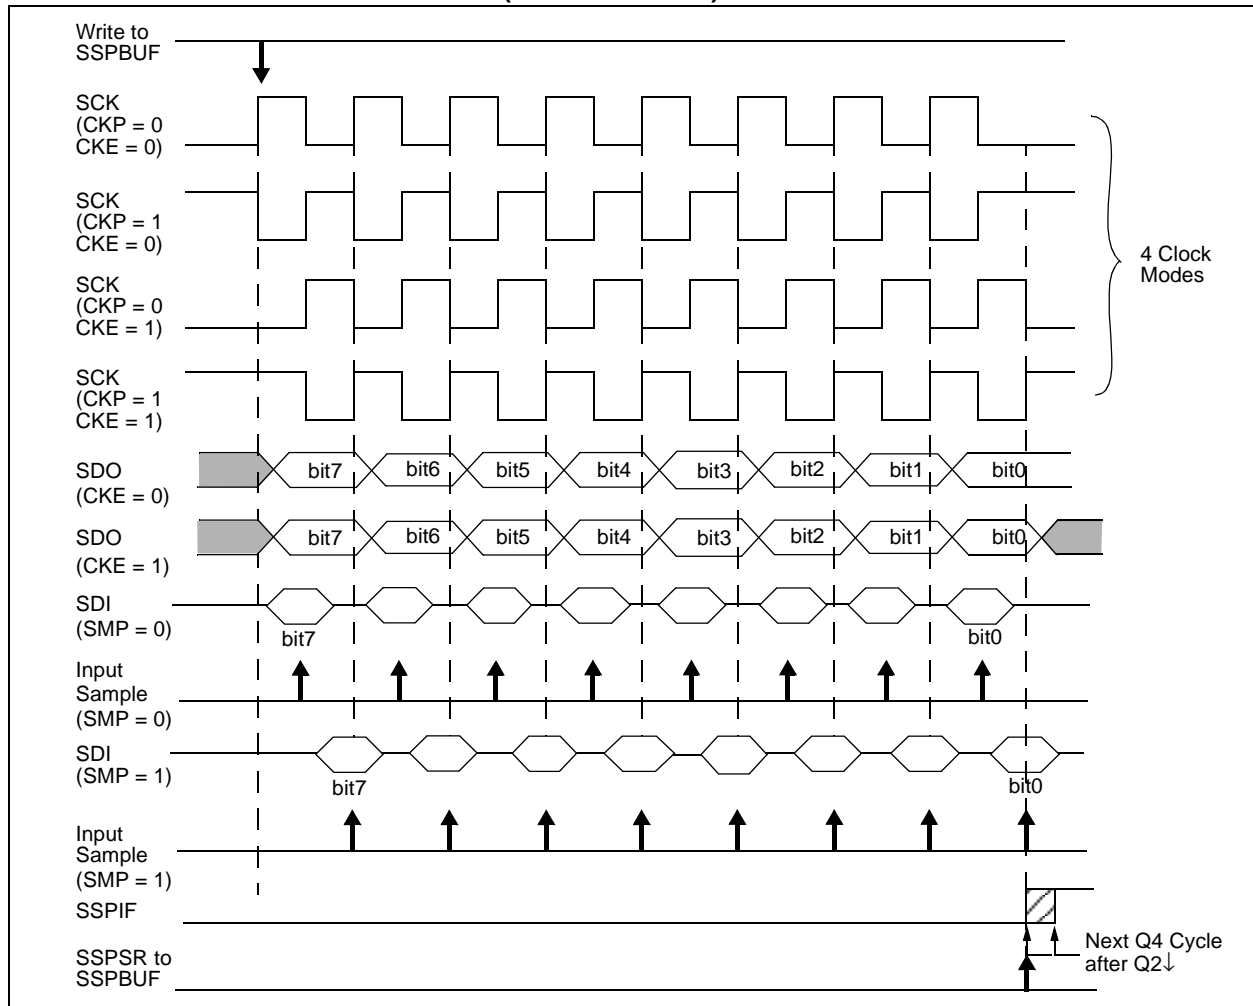 Write to
SSPBUF
SCK
(CKP = 0
CKE = 0)
SCK
(CKP = 1
CKE = 0)
4 Clock
Modes
SCK
(CKP = 0
CKE = 1)
SCK
(CKP = 1
CKE = 1)
SDO
(CKE = 0)
bit7 bit6 bit5 bit4 bit3 bit2 bit1 bit0
SDO
(CKE = 1)
bit7 bit6 bit5 bit4 bit3 bit2 bit1 bit0
SDI
(SMP = 0)
bit7 bit0
Input
Sample
(SMP = 0)
SDI
(SMP = 1)
bit7 bit0
Input
Sample
(SMP = 1)
SSPIF
Next Q4 Cycle
after Q2↓
SSPSR to
SSPBUF